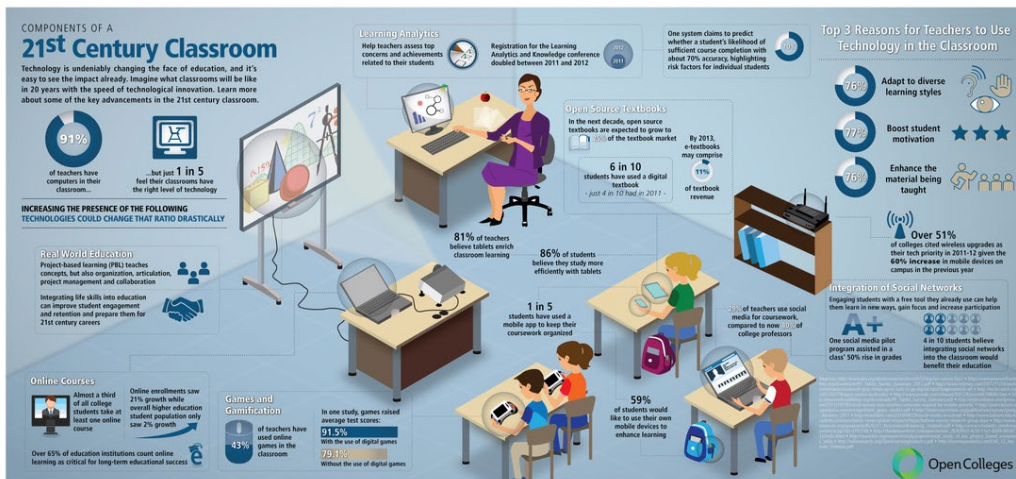 COMPONENTS OF A
21st Century Classroom
Technology is undeniably changing the face of education, and it's
easy to see the impact already. Imagine what classrooms will be like
in 20 years with the speed of technological innovation. Learn more
about some of the key advancements in the 21st century classroom.
91%
of teachers have
computers in their
classroom...
...but just 1 in 5
feel their classrooms have
the right level of technology
INCREASING THE PRESENCE OF THE FOLLOWING
TECHNOLOGIES COULD CHANGE THAT RATIO DRASTICALLY
Real World Education
Project-based learning (PBL) teaches
concepts, but also organization, articulation,
project management and collaboration
Integrating life skills into education
can improve student engagement
and retention and prepare them for
21st century careers
Online Courses
Almost a third
of all college
students take at
least one online
course
Online enrollments saw
21% growth while
overall higher education
student population only
saw 2% growth
Over 65% of education institutions count online
learning as critical for long-term educational success
Games and
Gamification
43%
of teachers have
used online
games in the
classroom
In one study, games raised
average test scores:
91.5%
With the use of digital games
79.1%
Without the use of digital games
Learning Analytics
Help teachers assess top
concerns and achievements
related to their students
Registration for the Learning
Analytics and Knowledge conference
doubled between 2011 and 2012
2012
2011
One system claims to predict
whether a student's likelihood of
sufficient course completion with
about 70% accuracy, highlighting
risk factors for individual students
70%
Open Source Textbooks
In the next decade, open source
textbooks are expected to grow to
of the textbook market
6 in 10
students have used a digital
textbook
- just 4 in 10 had in 2011 -
By 2013,
e-textbooks
may comprise
11%
of textbook
revenue
81% of teachers
believe tablets enrich
classroom learning
86% of students
believe they study more
efficiently with tablets
1 in 5
students have used a
mobile app to keep their
coursework organized
59%
of students would
like to use their own
mobile devices to
enhance learning
of teachers use social
media for coursework,
compared to now
of
college professors
Top 3 Reasons for Teachers to Use
Technology in the Classroom
76%
Adapt to diverse
learning styles
77%
Boost student
motivation
76%
Enhance the
material being
taught
Over 51%
of colleges cited wireless upgrades as
their tech priority in 2011-12 given the
60% increase in mobile devices on
campus in the previous year
Integration of Social Networks
Engaging students with a free tool they already use can help
them learn in new ways, gain focus and increase participation
A+
One social media pilot
program assisted in a
class' 50% rise in grades
4 in 10 students believe
integrating social networks
into the classroom would
benefit their education
Open Colleges